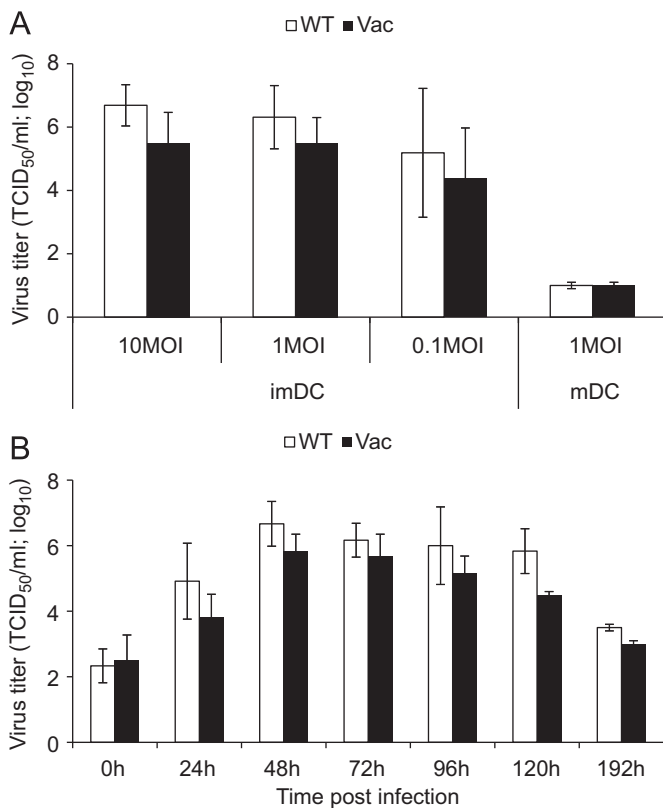 A
WT Vac
Virus titer (TCID50/ml; log10)
8
6
4
2
0
10MOI 1MOI 0.1MOI 1MOI
imDC mDC
B
WT Vac
Virus titer (TCID50/ml; log10)
8
6
4
2
0
0h 24h 48h 72h 96h 120h 192h
Time post infection